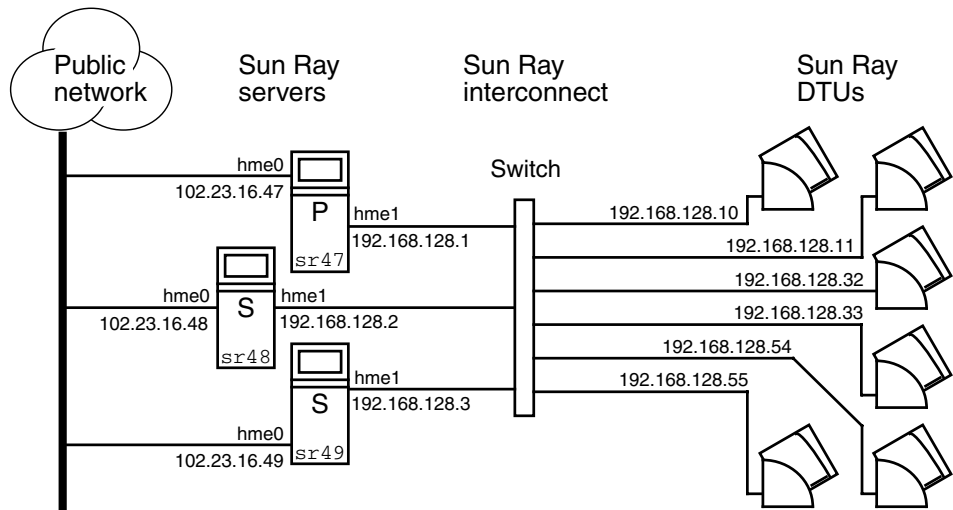 Public
network
Sun Ray
servers
Sun Ray
interconnect
Sun Ray
DTUs
Switch
hme0
102.23.16.47
P
sr47
hme1
192.168.128.1
hme0
102.23.16.48
S
sr48
hme1
192.168.128.2
hme0
102.23.16.49
S
sr49
hme1
192.168.128.3
192.168.128.10
192.168.128.11
192.168.128.32
192.168.128.33
192.168.128.54
192.168.128.55